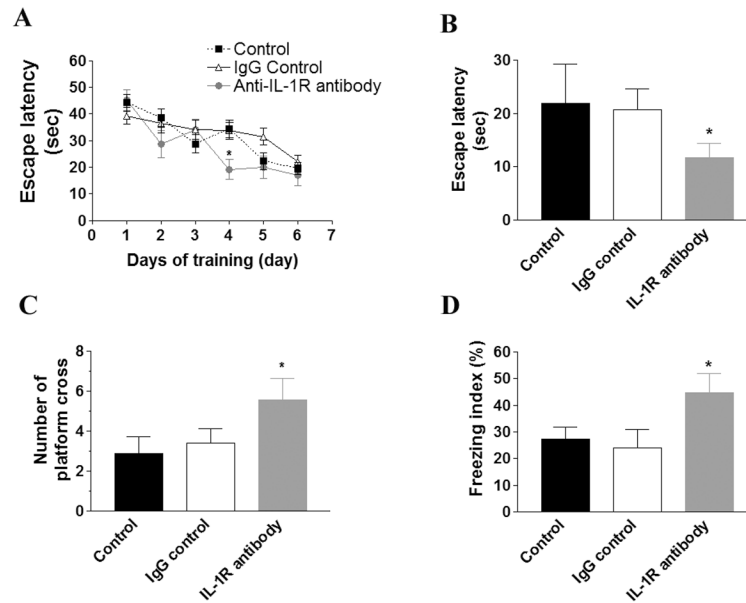 A
Control
IgG Control
Anti-IL-1R antibody
60
50
40
30
20
10
0
*
0 1 2 3 4 5 6 7
Escape latency
(sec)
Days of training (day)
B
30
20
10
0
*
Escape latency
(sec)
Control
IgG control
IL-1R antibody
C
8
6
4
2
0
*
Number of
platform cross
Control
IgG control
IL-1R antibody
D
60
50
40
30
20
10
0
*
Freezing index (%)
Control
IgG control
IL-1R antibody